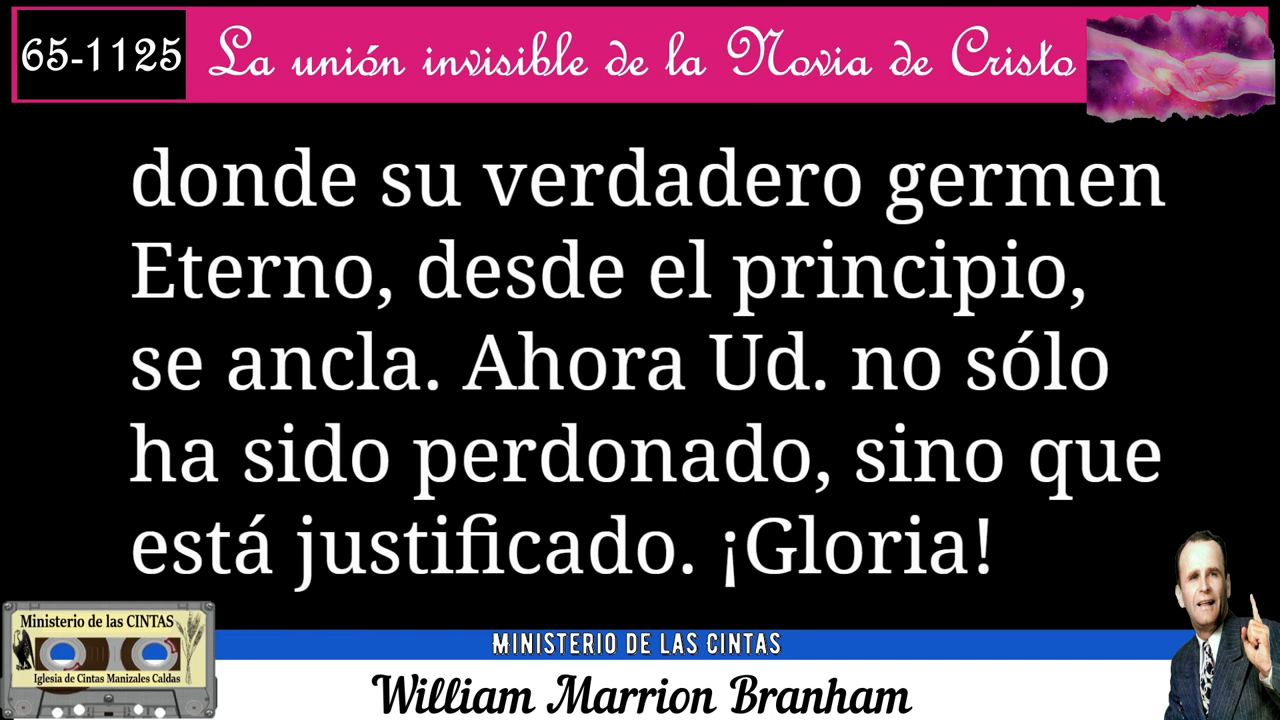 65-1125
La unión invisible de la Novia de Cristo
donde su verdadero germen
Eterno, desde el principio,
se ancla. Ahora Ud. no sólo
ha sido perdonado, sino que
está justificado. ¡Gloria!
Ministerio de las CINTAS
Iglesia de Cintas Manizales Caldas
MINISTERIO DE LAS CINTAS
William Marrion Branham